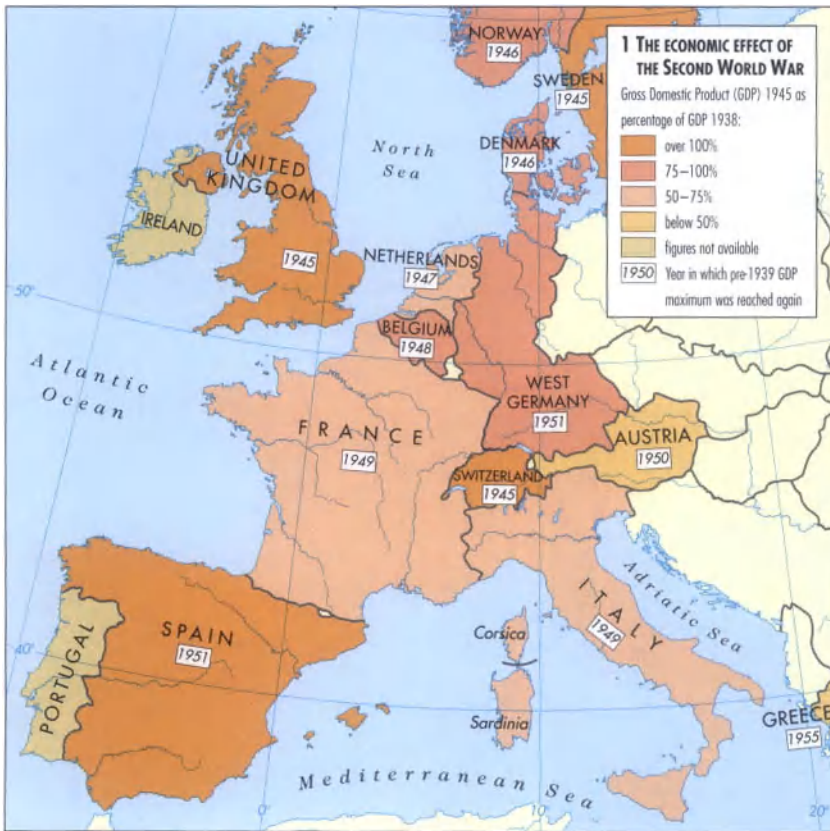 1 THE ECONOMIC EFFECT OF
THE SECOND WORLD WAR
Gross Domestic Product (GDP) 1945 as
percentage of GDP 1938:
over 100%
75–100%
50–75%
below 50%
figures not available
1950 Year in which pre-1939 GDP
maximum was reached again
NORWAY
1946
SWEDEN
1945
DENMARK
1946
North
Sea
UNITED
KINGDOM
1945
IRELAND
NETHERLANDS
1947
BELGIUM
1948
WEST
GERMANY
1951
50°
Atlantic
Ocean
FRANCE
1949
AUSTRIA
1950
SWITZERLAND
1945
ITALY
1949
Adriatic Sea
Corsica
Sardinia
40°
PORTUGAL
SPAIN
1951
GREECE
1955
Mediterranean Sea
0°
10°
20°